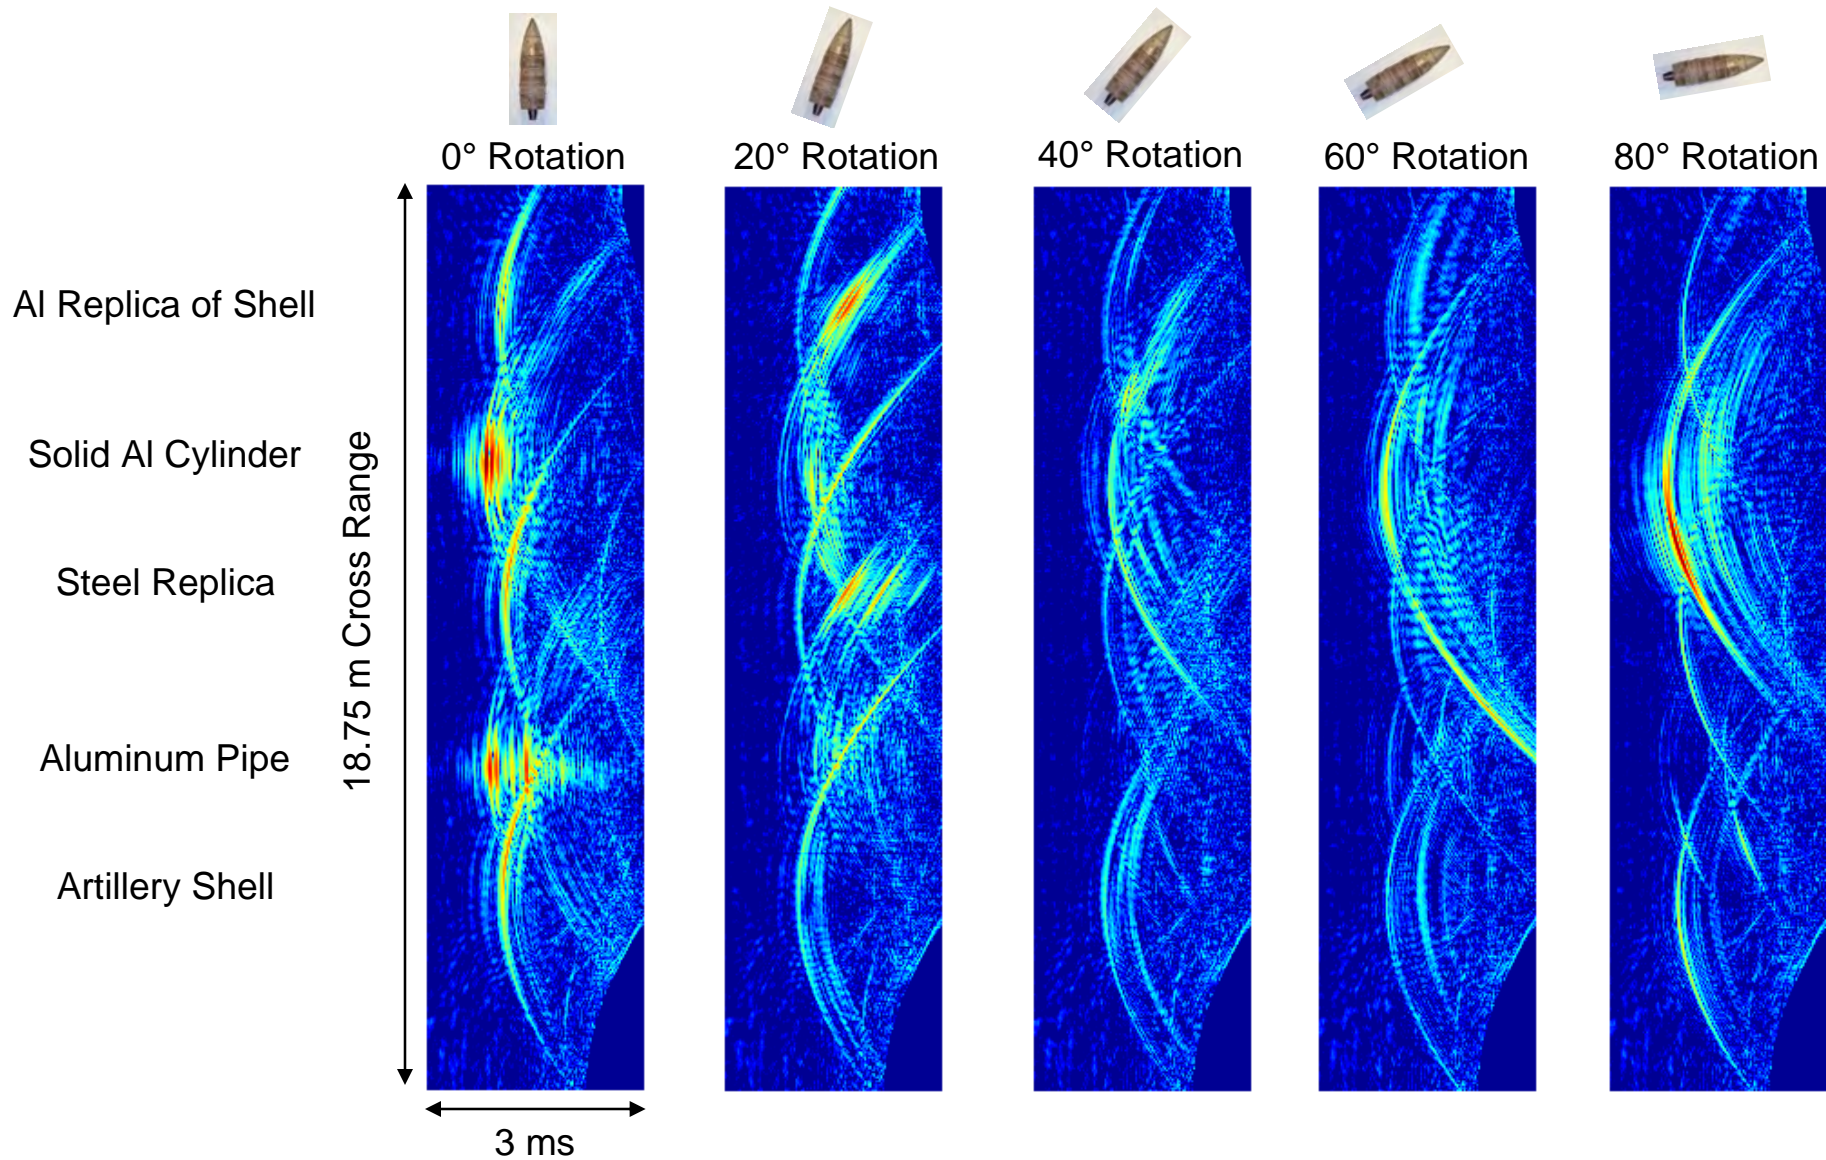 0° Rotation
20° Rotation
40° Rotation
60° Rotation
80° Rotation
Al Replica of Shell
Solid Al Cylinder
Steel Replica
Aluminum Pipe
Artillery Shell
18.75 m Cross Range
3 ms